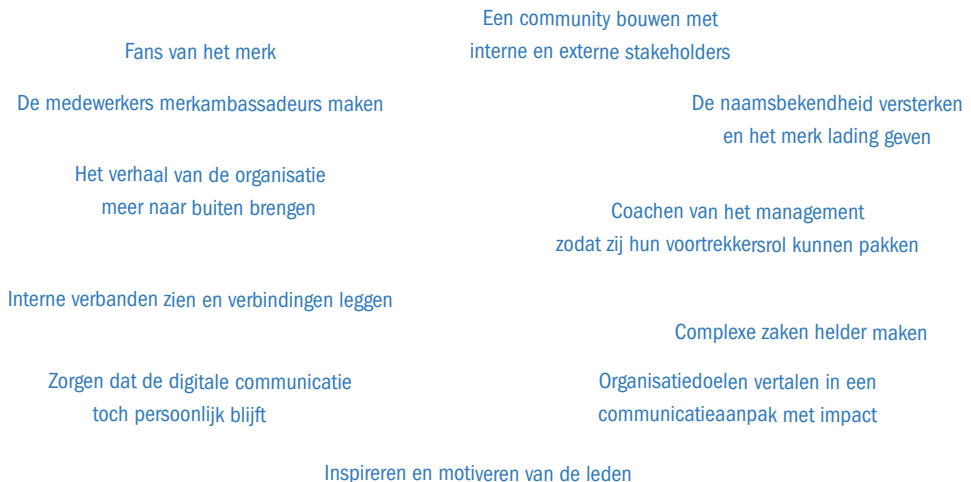 Een community bouwen met
interne en externe stakeholders
Fans van het merk
De medewerkers merkambassadeurs maken
De naamsbekendheid versterken
en het merk lading geven
Het verhaal van de organisatie
meer naar buiten brengen
Coachen van het management
zodat zij hun voortrekkersrol kunnen pakken
Interne verbanden zien en verbindingen leggen
Complexe zaken helder maken
Zorgen dat de digitale communicatie
toch persoonlijk blijft
Organisatiedoelen vertalen in een
communicatieaanpak met impact
Inspireren en motiveren van de leden